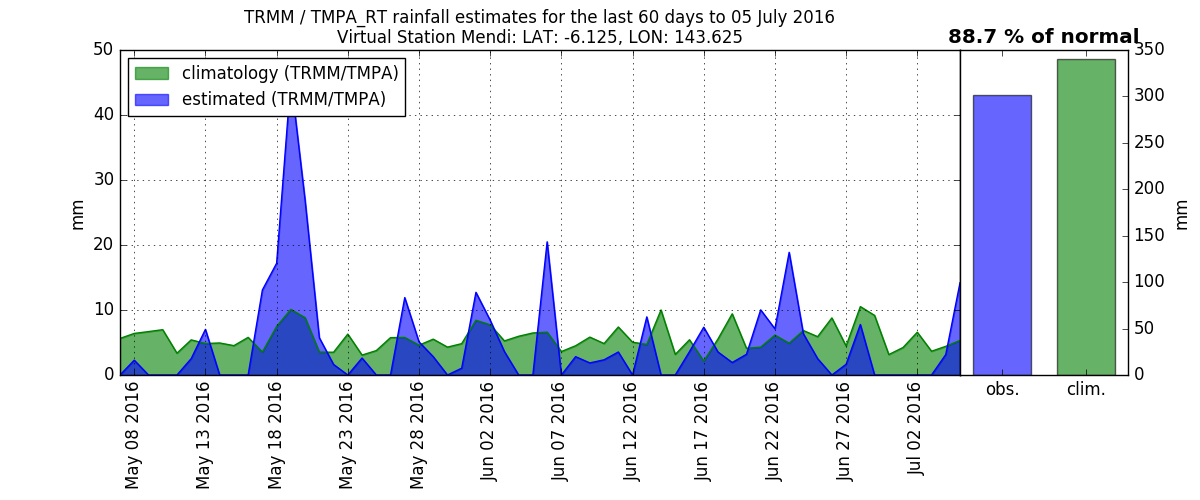 TRMM / TMPA_RT rainfall estimates for the last 60 days to 05 July 2016
Virtual Station Mendi: LAT: -6.125, LON: 143.625
88.7 % of normal
climatology (TRMM/TMPA)
estimated (TRMM/TMPA)
50
40
30
20
10
0
mm
May 08 2016
May 13 2016
May 18 2016
May 23 2016
May 28 2016
Jun 02 2016
Jun 07 2016
Jun 12 2016
Jun 17 2016
Jun 22 2016
Jun 27 2016
Jul 02 2016
350
300
250
200
150
100
50
0
mm
obs.
clim.